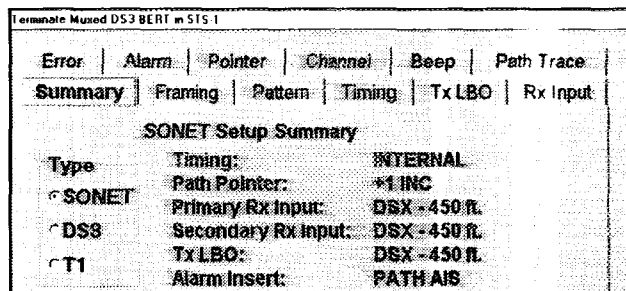 Terminate Muxed DS3 BERT in STS-1
Error Alarm Pointer Channel Beep Path Trace
Summary Framing Pattern Timing Tx LBO Rx Input
SONET Setup Summary
Type
SONET
DS3
T1
Timing: INTERNAL
Path Pointer: +1 INC
Primary Rx Input: DSX - 450 ft.
Secondary Rx Input: DSX - 450 ft.
Tx LBO: DSX - 450 ft.
Alarm Insert: PATH AIS